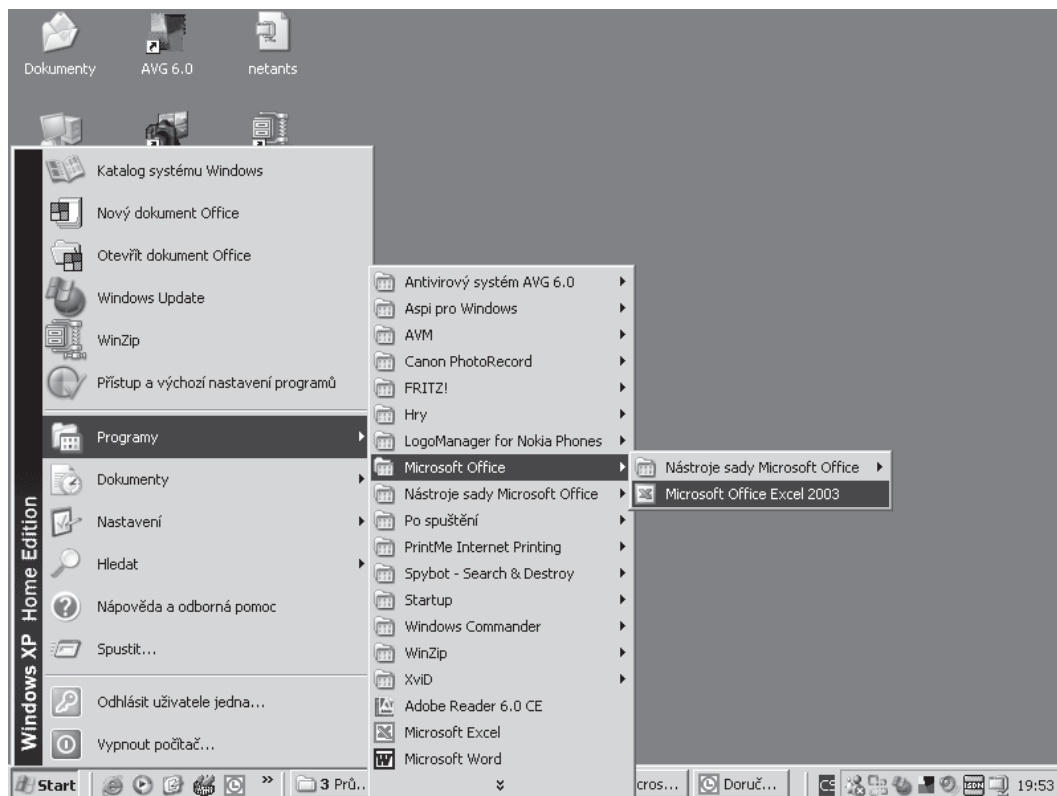 Dokumenty
AVG 6.0
netants
Katalog systému Windows
Nový dokument Office
Otevřít dokument Office
Windows Update
WinZip
Přístup a výchozí nastavení programů
Programy
Dokumenty
Nastavení
Hledat
Nápověda a odborná pomoc
Spustit...
Odhlásit uživatele jedna...
Vypnout počítač...
Windows XP Home Edition
Antivirový systém AVG 6.0
Aspi pro Windows
AVM
Canon PhotoRecord
FRITZ!
Hry
LogoManager for Nokia Phones
Microsoft Office
Nástroje sady Microsoft Office
Po spuštění
PrintMe Internet Printing
Spybot - Search & Destroy
Startup
Windows Commander
WinZip
XviD
Adobe Reader 6.0 CE
Microsoft Excel
Microsoft Word
Nástroje sady Microsoft Office
Microsoft Office Excel 2003
Start
3 Prů..
cros...
Doruč...
CS
ISDN
19:53